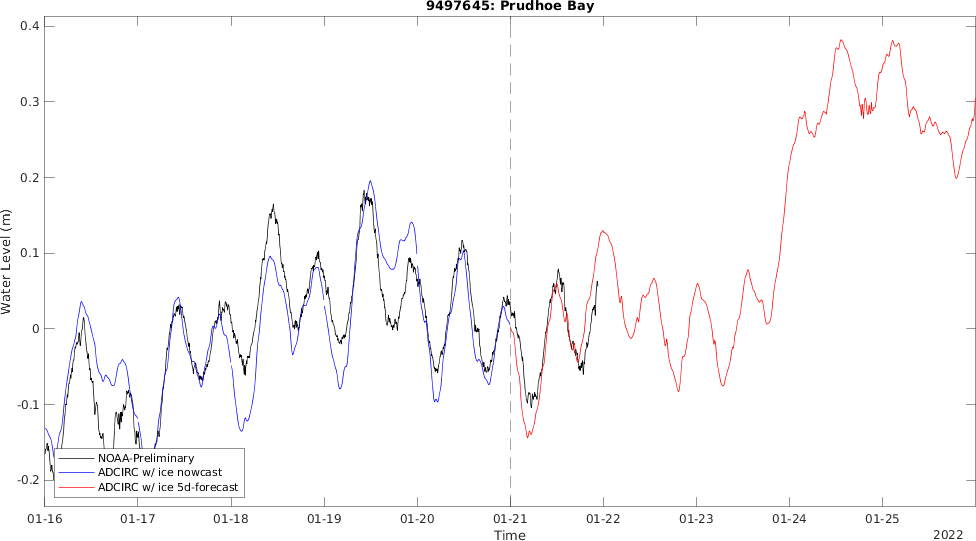 9497645: Prudhoe Bay
0.4
0.3
0.2
0.1
0
-0.1
-0.2
Water Level (m)
NOAA-Preliminary
ADCIRC w/ ice nowcast
ADCIRC w/ ice 5d-forecast
01-16 01-17 01-18 01-19 01-20 01-21 01-22 01-23 01-24 01-25
Time
2022